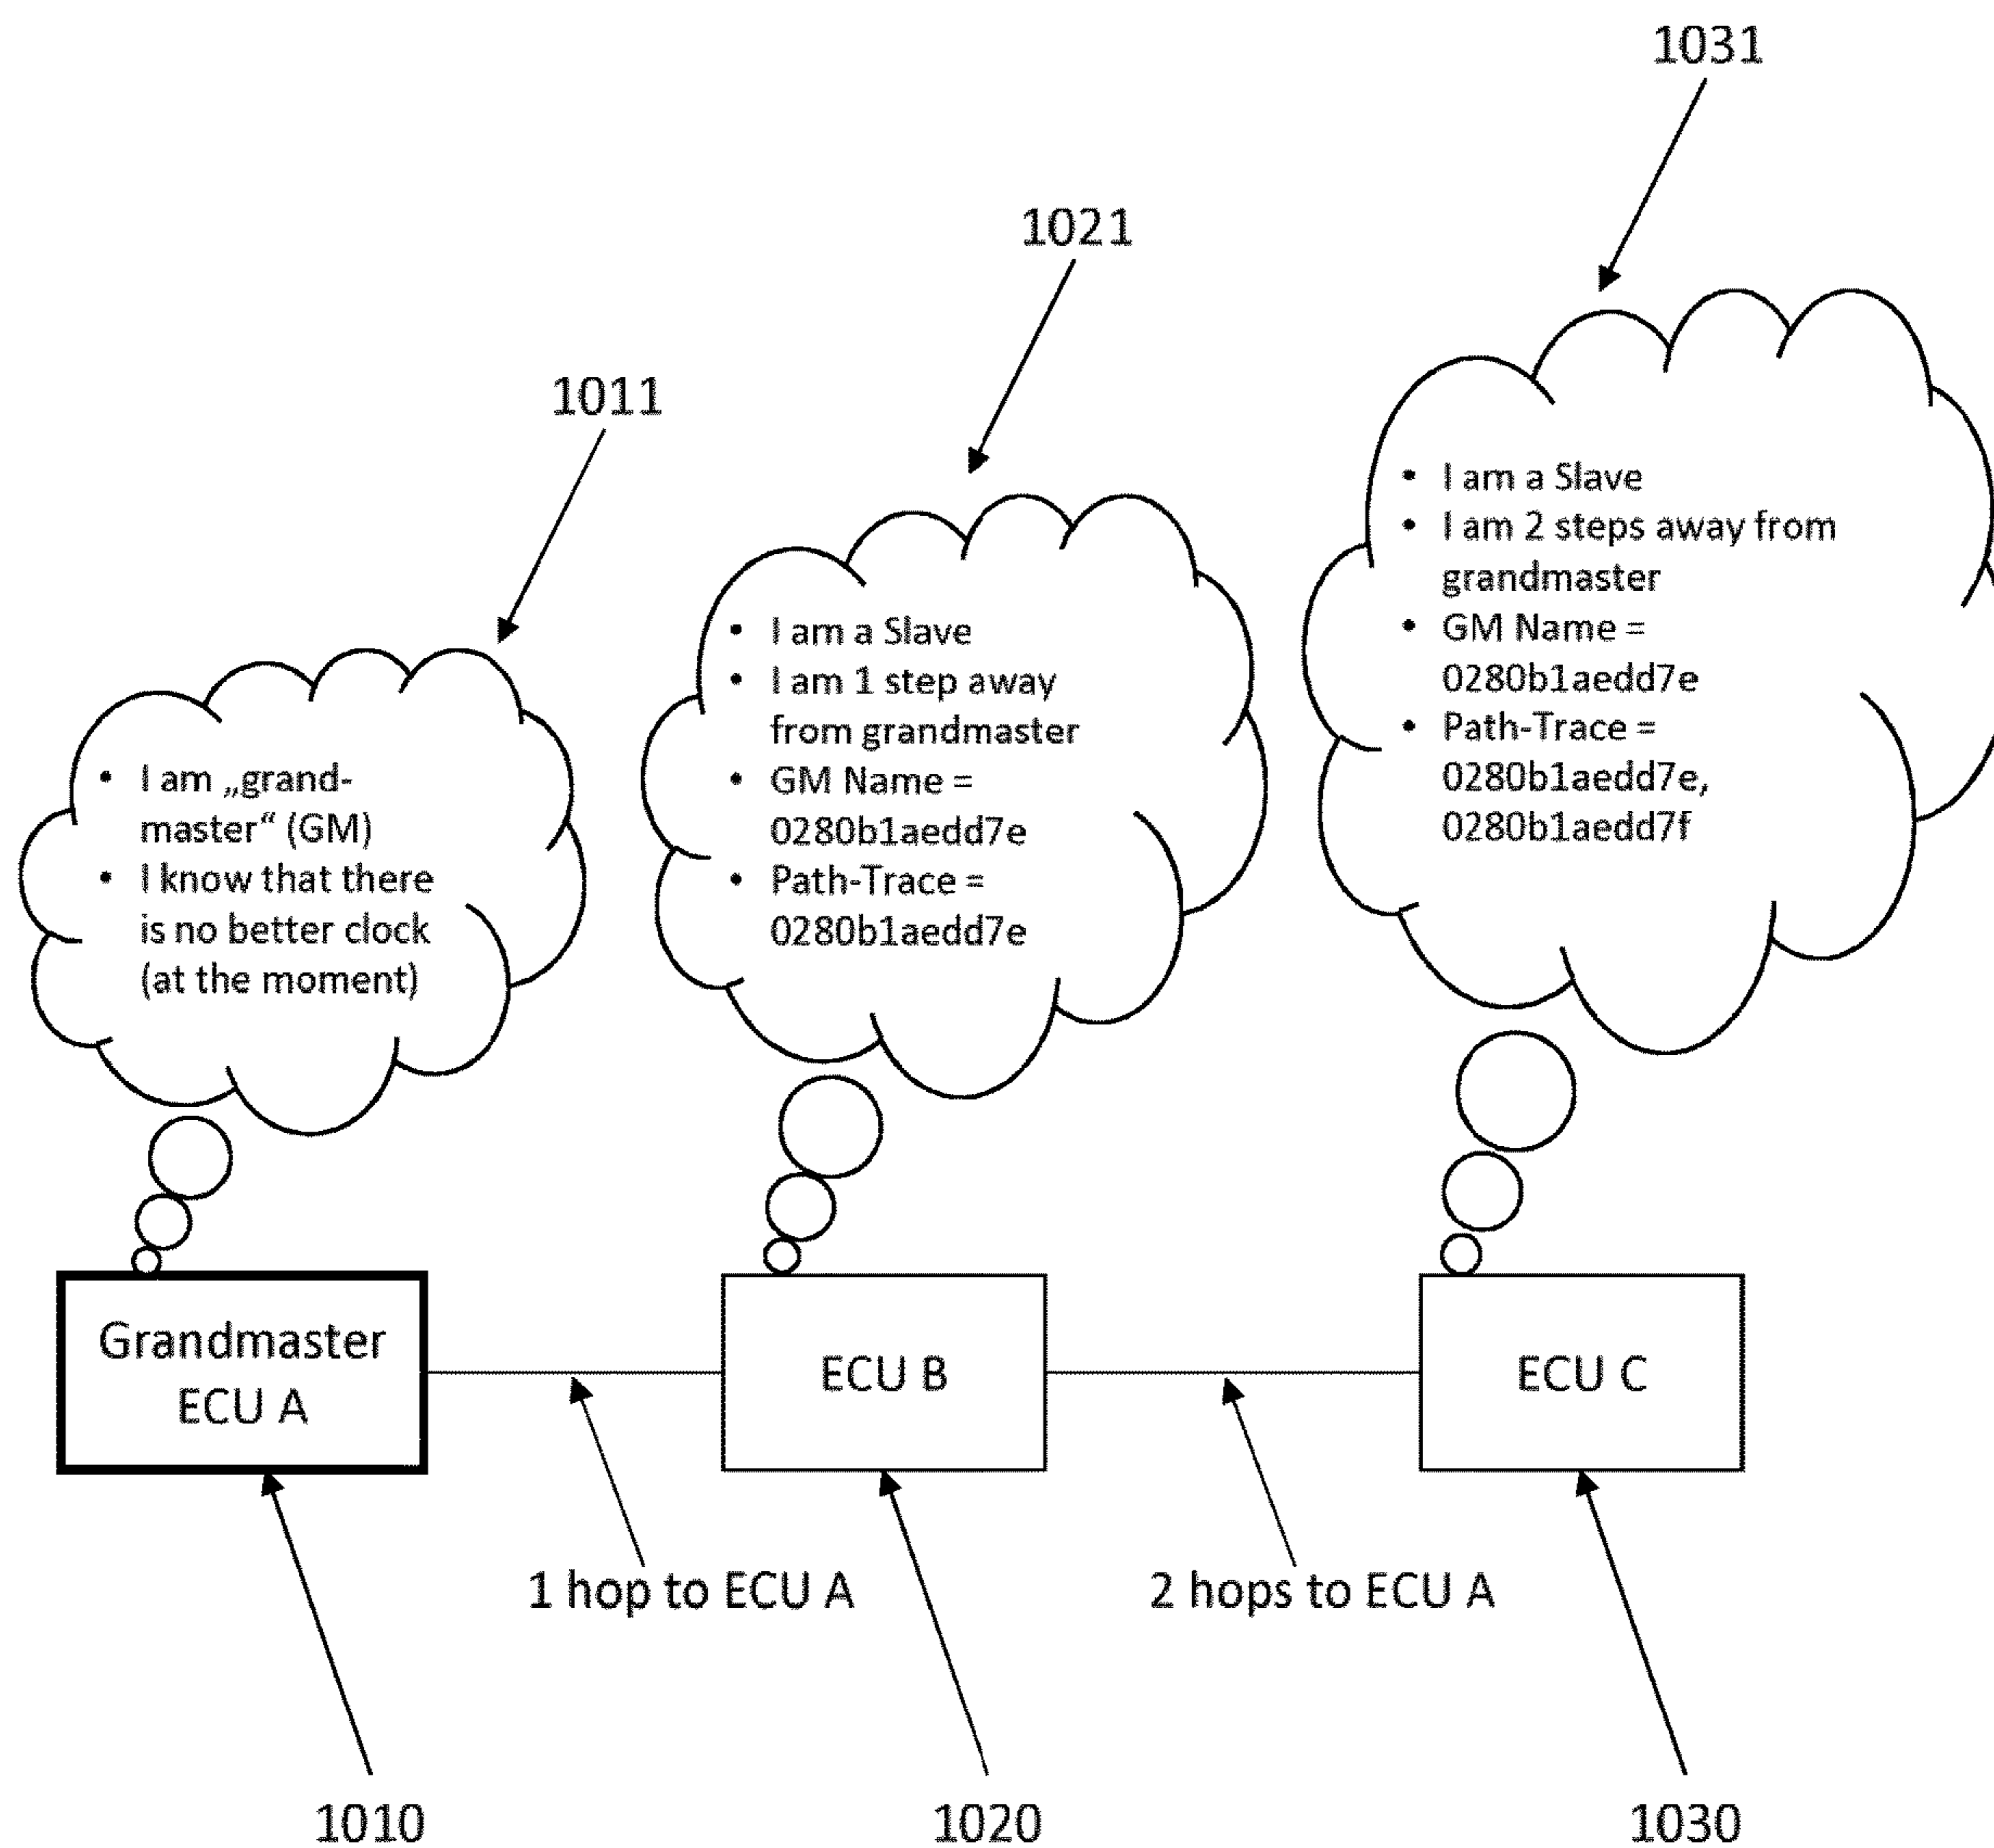 1031
1021
1011
• I am a Slave
• I am 2 steps away from
grandmaster
• GM Name =
0280b1aedd7e
• Path-Trace =
0280b1aedd7e,
0280b1aedd7f
• I am a Slave
• I am 1 step away
from grandmaster
• GM Name =
0280b1aedd7e
• Path-Trace =
0280b1aedd7e
• I am „grand-
master“ (GM)
• I know that there
is no better clock
(at the moment)
Grandmaster
ECU A
ECU B
ECU C
1 hop to ECU A
2 hops to ECU A
1010
1020
1030